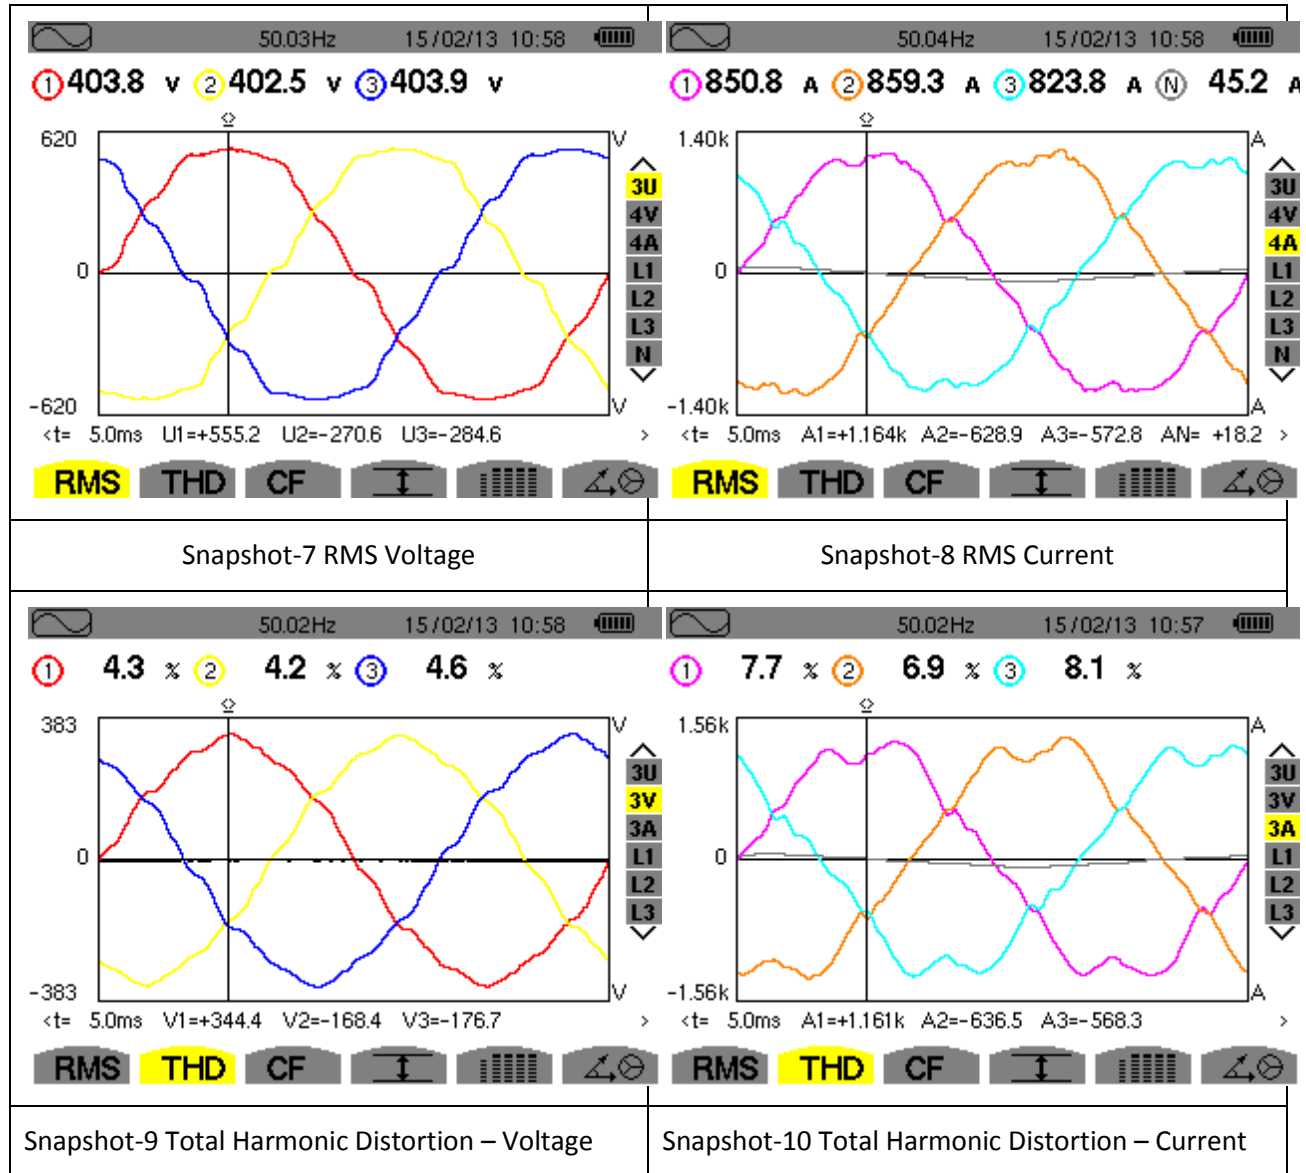 50.03Hz 15/02/13 10:58
1 403.8 V 2 402.5 V 3 403.9 V
620 V
3U
4V
4A
0 L1
L2
L3
N
-620 V
<t= 5.0ms U1=+555.2 U2=-270.6 U3=-284.6 >
RMS THD CF
Snapshot-7 RMS Voltage
50.04Hz 15/02/13 10:58
1 850.8 A 2 859.3 A 3 823.8 A N 45.2 A
1.40k A
3U
4V
4A
0 L1
L2
L3
N
-1.40k A
<t= 5.0ms A1=+1.164k A2=-628.9 A3=-572.8 AN= +18.2 >
RMS THD CF
Snapshot-8 RMS Current
50.02Hz 15/02/13 10:58
1 4.3 % 2 4.2 % 3 4.6 %
383 V
3U
3V
3A
0 L1
L2
L3
-383 V
<t= 5.0ms V1=+344.4 V2=-168.4 V3=-176.7 >
RMS THD CF
Snapshot-9 Total Harmonic Distortion – Voltage
50.02Hz 15/02/13 10:57
1 7.7 % 2 6.9 % 3 8.1 %
1.56k A
3U
3V
3A
0 L1
L2
L3
-1.56k A
<t= 5.0ms A1=+1.161k A2=-636.5 A3=-568.3 >
RMS THD CF
Snapshot-10 Total Harmonic Distortion – Current